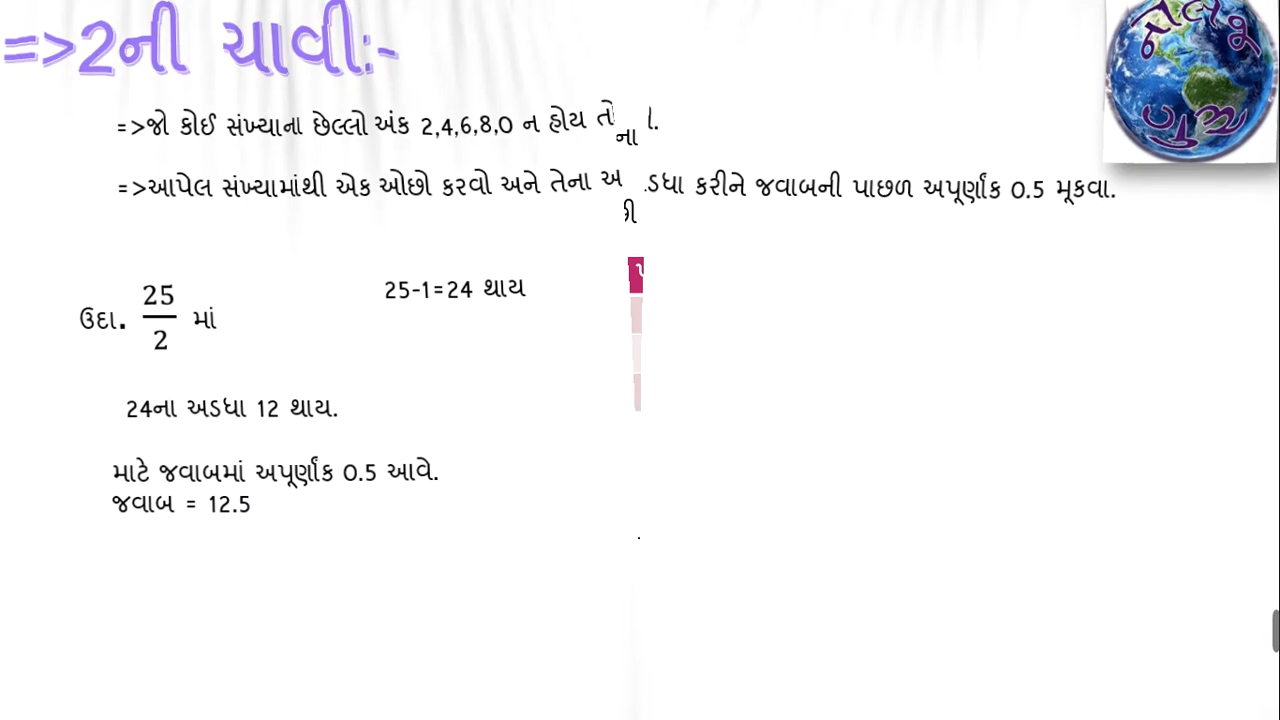 =>2ની ચાવી:-
=>જો કોઈ સંખ્યાના છેલ્લો અંક 2,4,6,8,0 ન હોય તો
ના
=>આપેલ સંખ્યામાંથી એક ઓછો કરવો અને તેના અડધા કરીને જવાબની પાછળ અપૂર્ણાંક 0.5 મૂકવા.
ઉદા. 25/2 માં
25-1=24 થાય
24ના અડધા 12 થાય.
માટે જવાબમાં અપૂર્ણાંક 0.5 આવે.
જવાબ = 12.5